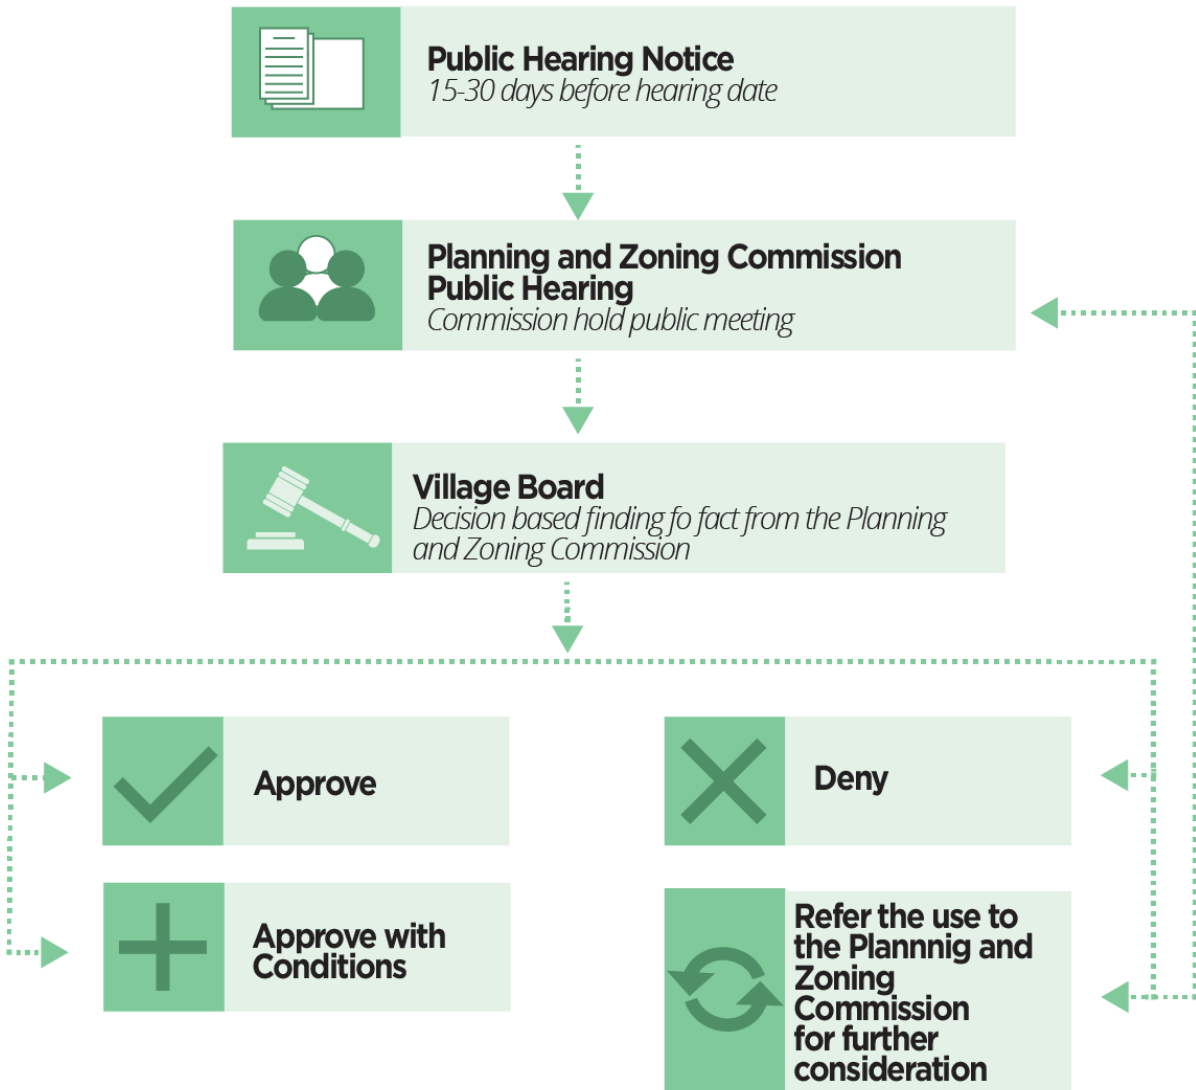 Public Hearing Notice
15-30 days before hearing date
Planning and Zoning Commission
Public Hearing
Commission hold public meeting
Village Board
Decision based finding fo fact from the Planning
and Zoning Commission
Approve
Deny
Approve with
Conditions
Refer the use to
the Plannnig and
Zoning
Commission
for further
consideration